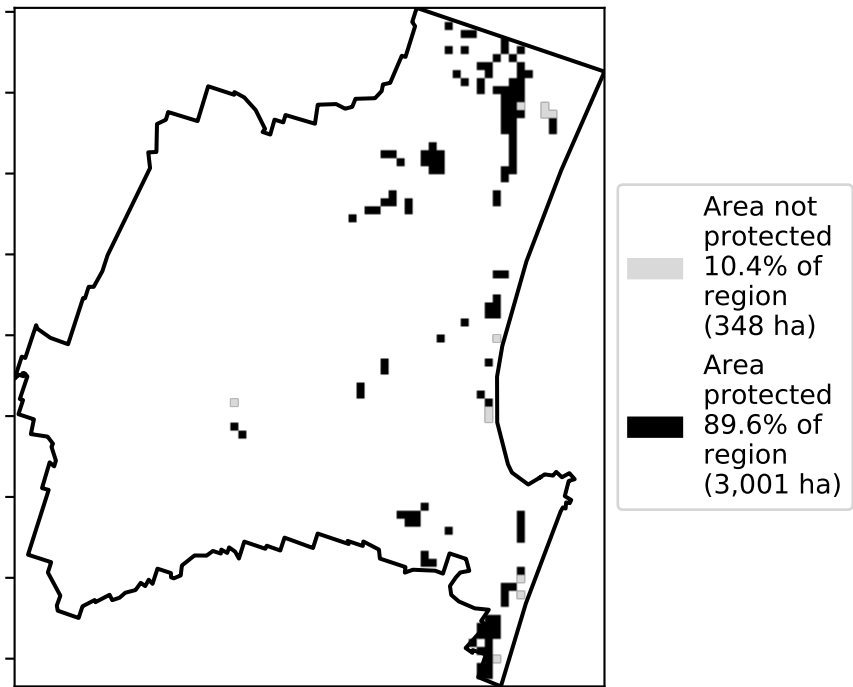 Area not
protected
10.4% of
region
(348 ha)
Area
protected
89.6% of
region
(3,001 ha)